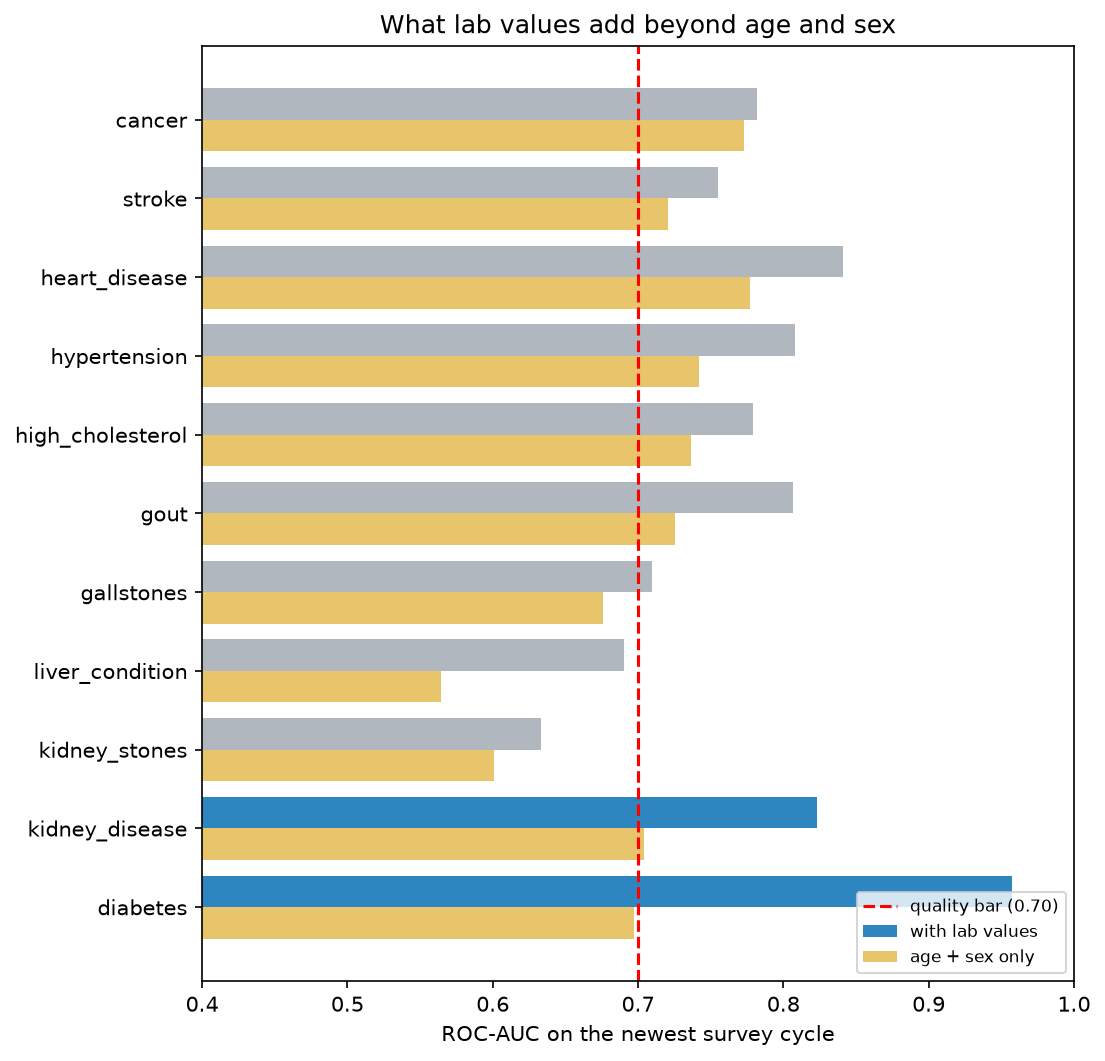 What lab values add beyond age and sex
cancer
stroke
heart_disease
hypertension
high_cholesterol
gout
gallstones
liver_condition
kidney_stones
kidney_disease
diabetes
quality bar (0.70)
with lab values
age + sex only
0.4 0.5 0.6 0.7 0.8 0.9 1.0
ROC-AUC on the newest survey cycle